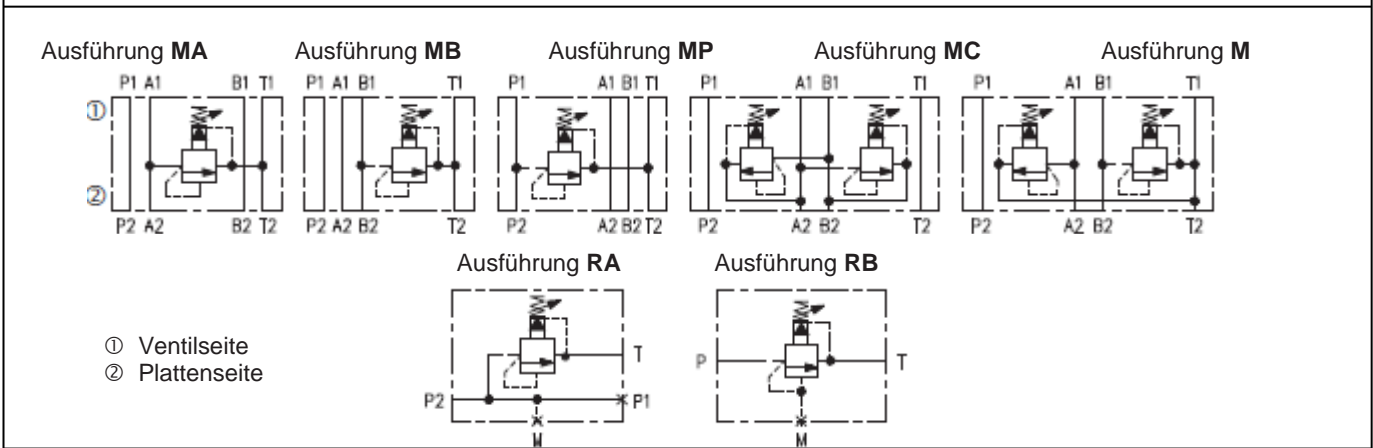 Ausführung MA Ausführung MB Ausführung MP Ausführung MC Ausführung M
P1 A1 B1 T1 P1 A1 B1 T1 P1 A1 B1 T1 P1 A1 B1 T1 P1 A1 B1 T1
①
②
P2 A2 B2 T2 P2 A2 B2 T2 P2 A2 B2 T2 P2 A2 B2 T2 P2 A2 B2 T2
Ausführung RA Ausführung RB
① Ventilseite
② Plattenseite
T P T
P2 P1
M M